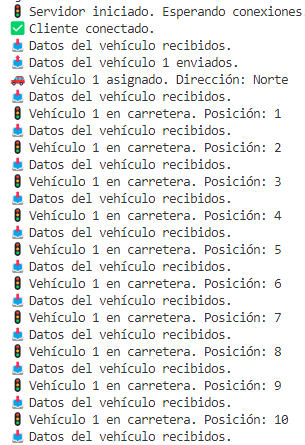 🚦 Servidor iniciado. Esperando conexiones
✅ Cliente conectado.
📥 Datos del vehículo recibidos.
📤 Datos del vehículo 1 enviados.
🚗 Vehículo 1 asignado. Dirección: Norte
📥 Datos del vehículo recibidos.
🚦 Vehículo 1 en carretera. Posición: 1
📥 Datos del vehículo recibidos.
🚦 Vehículo 1 en carretera. Posición: 2
📥 Datos del vehículo recibidos.
🚦 Vehículo 1 en carretera. Posición: 3
📥 Datos del vehículo recibidos.
🚦 Vehículo 1 en carretera. Posición: 4
📥 Datos del vehículo recibidos.
🚦 Vehículo 1 en carretera. Posición: 5
📥 Datos del vehículo recibidos.
🚦 Vehículo 1 en carretera. Posición: 6
📥 Datos del vehículo recibidos.
🚦 Vehículo 1 en carretera. Posición: 7
📥 Datos del vehículo recibidos.
🚦 Vehículo 1 en carretera. Posición: 8
📥 Datos del vehículo recibidos.
🚦 Vehículo 1 en carretera. Posición: 9
📥 Datos del vehículo recibidos.
🚦 Vehículo 1 en carretera. Posición: 10
📥 Datos del vehículo recibidos.